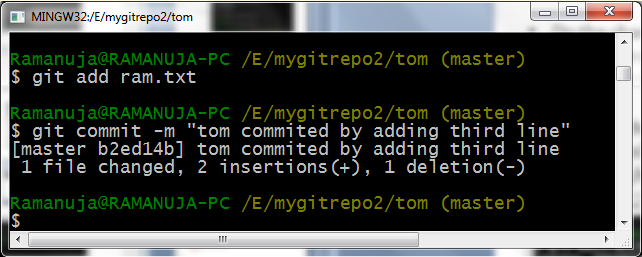 MINGW32:/E/mygitrepo2/tom
Ramanuja@RAMANUJA-PC /E/mygitrepo2/tom (master)
$ git add ram.txt
Ramanuja@RAMANUJA-PC /E/mygitrepo2/tom (master)
$ git commit -m "tom commited by adding third line"
[master b2ed14b] tom commited by adding third line
1 file changed, 2 insertions(+), 1 deletion(-)
Ramanuja@RAMANUJA-PC /E/mygitrepo2/tom (master)
$